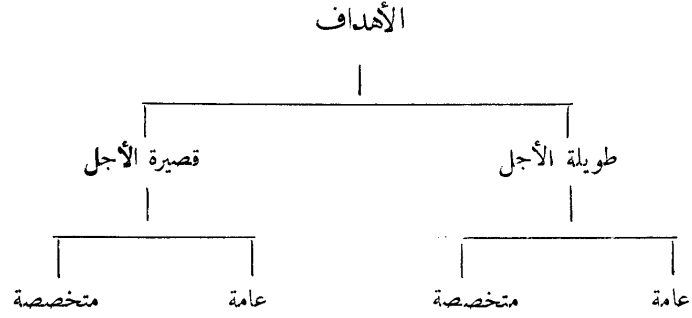 الأهداف
طويلة الأجل قصيرة الأجل
عامة متخصصة عامة متخصصة